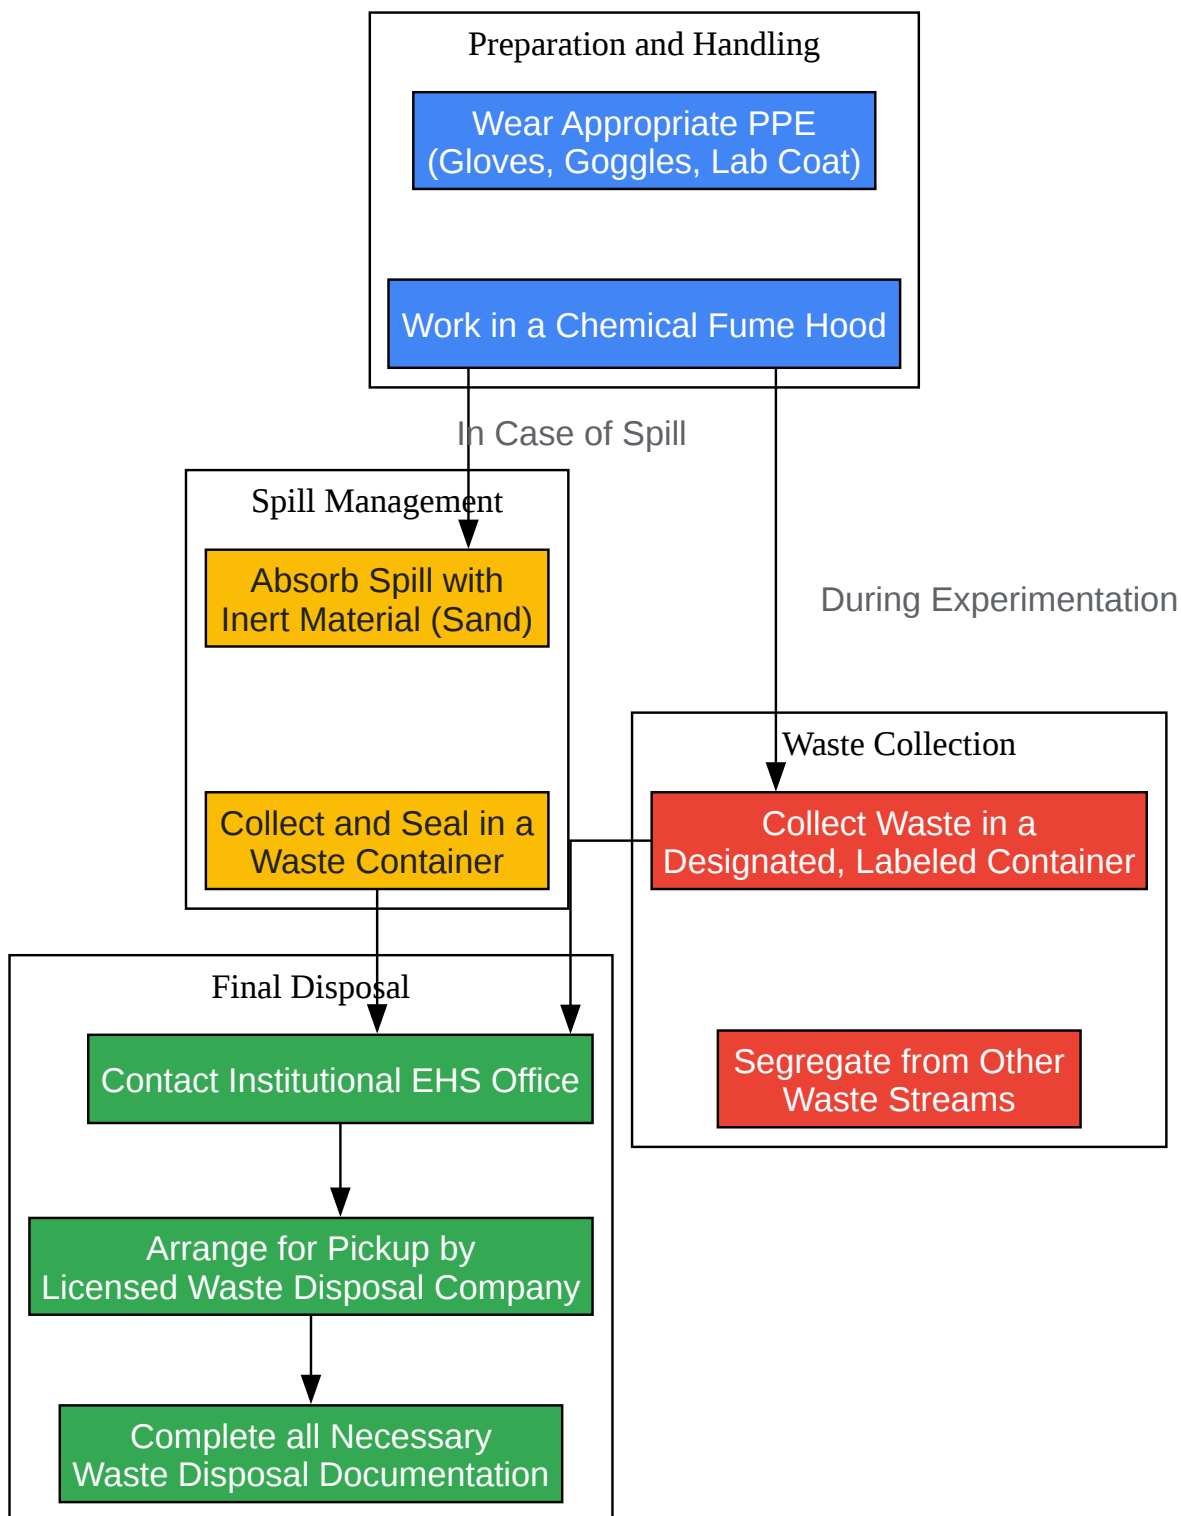 Preparation and Handling
Wear Appropriate PPE
(Gloves, Goggles, Lab Coat)
Work in a Chemical Fume Hood
In Case of Spill
Spill Management
Absorb Spill with
Inert Material (Sand)
During Experimentation
Waste Collection
Collect and Seal in a
Waste Container
Collect Waste in a
Designated, Labeled Container
Final Disposal
Contact Institutional EHS Office
Segregate from Other
Waste Streams
Arrange for Pickup by
Licensed Waste Disposal Company
Complete all Necessary
Waste Disposal Documentation